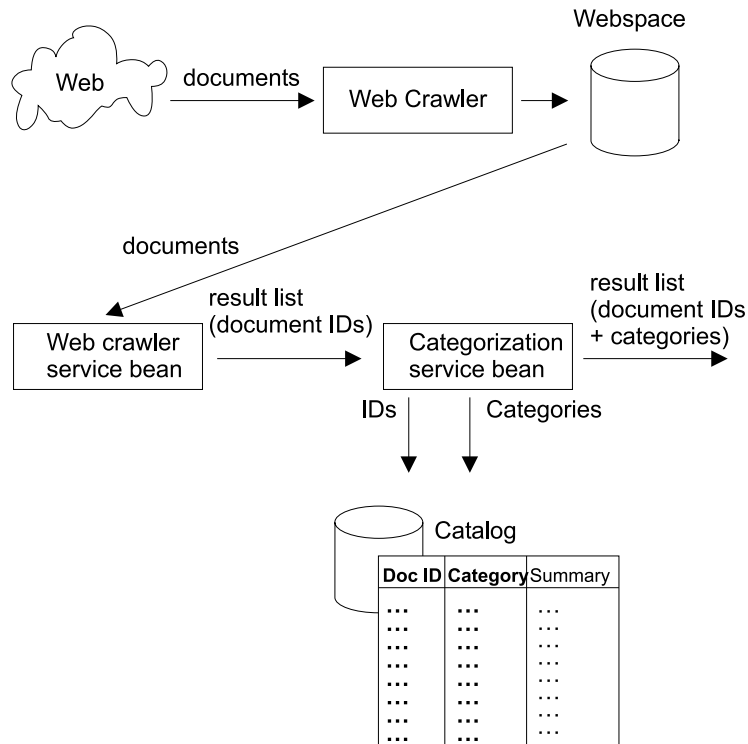 Webspace
Web
documents
Web Crawler
documents
result list
(document IDs)
result list
(document IDs
+ categories)
Web crawler
service bean
Categorization
service bean
IDs
Categories
Catalog
Doc ID Category Summary
... ... ...
... ... ...
... ... ...
... ... ...
... ... ...
... ... ...
... ... ...
... ... ...